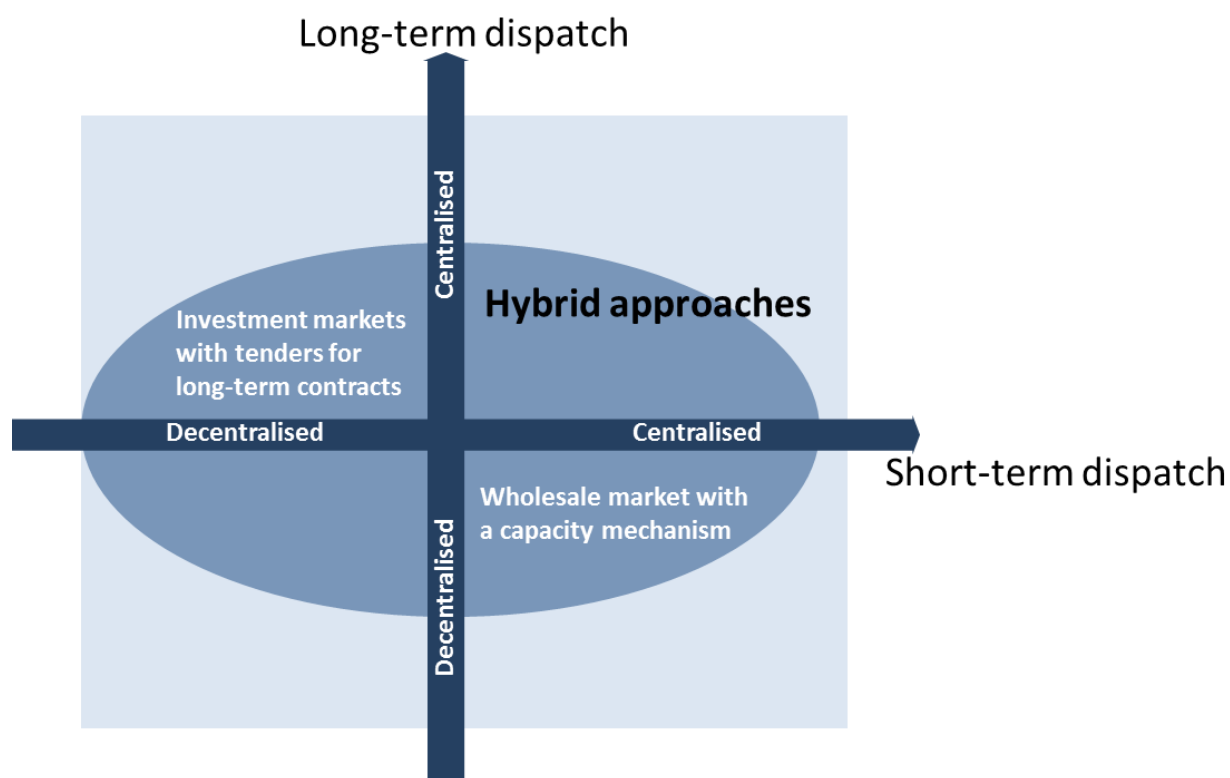 Long-term dispatch
Centralised
Hybrid approaches
Investment markets
with tenders for
long-term contracts
Decentralised
Centralised
Short-term dispatch
Wholesale market with
a capacity mechanism
Decentralised